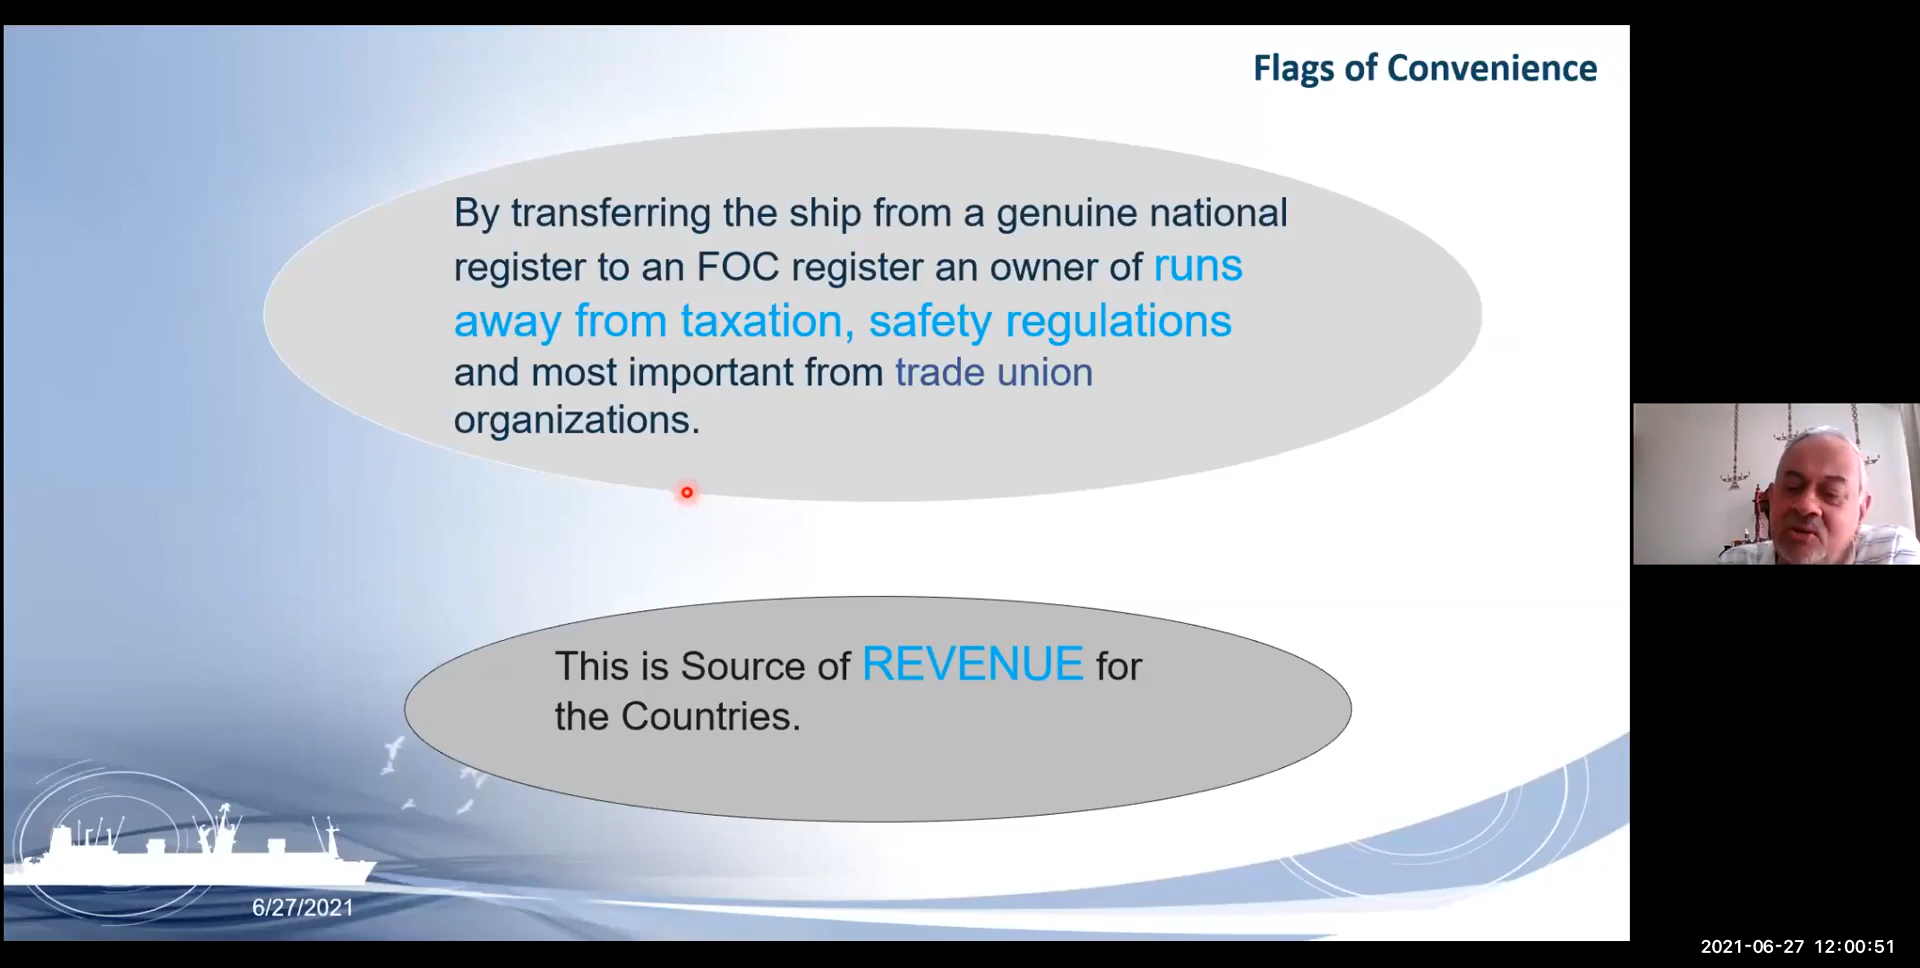 Flags of Convenience
By transferring the ship from a genuine national
register to an FOC register an owner of runs
away from taxation, safety regulations
and most important from trade union
organizations.
This is Source of REVENUE for
the Countries.
6/27/2021
2021-06-27 12:00:51